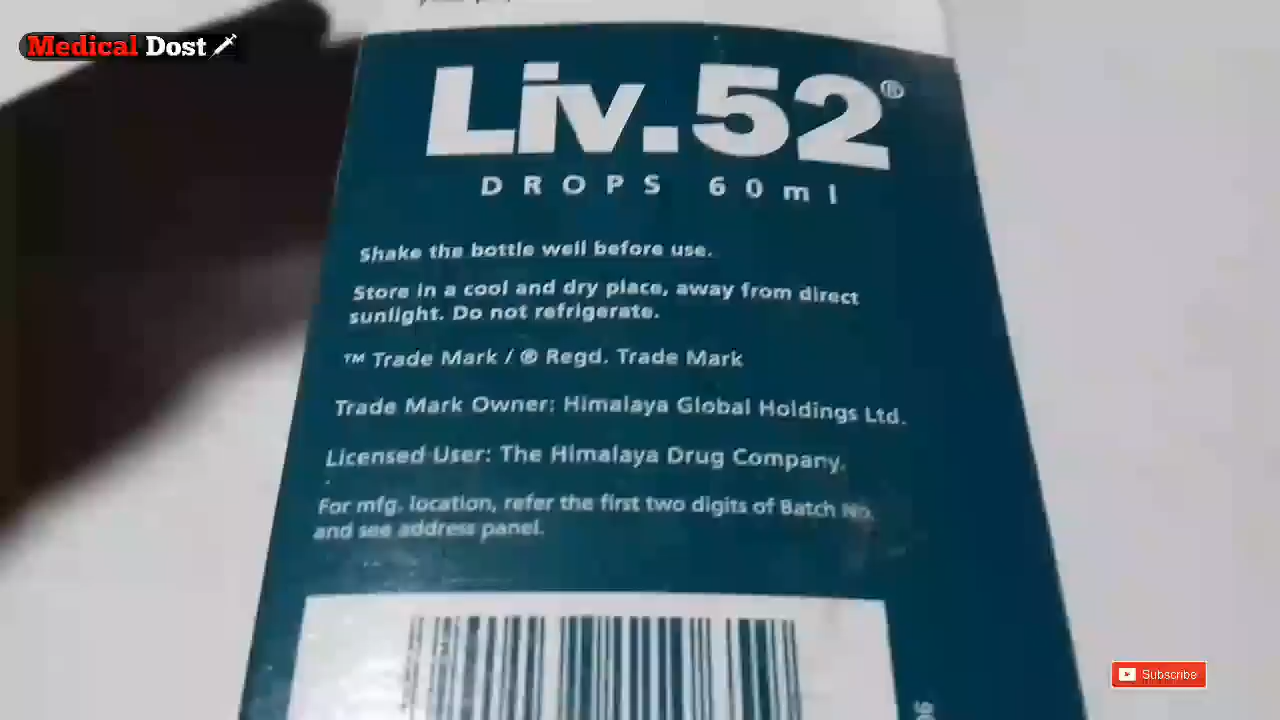 Medical Dost
Liv.52®
DROPS 60ml
Shake the bottle well before use.
Store in a cool and dry place, away from direct
sunlight. Do not refrigerate.
™ Trade Mark / ® Regd. Trade Mark
Trade Mark Owner: Himalaya Global Holdings Ltd.
Licensed User: The Himalaya Drug Company.
For mfg. location, refer the first two digits of Batch No.
and see address panel.
Subscribe